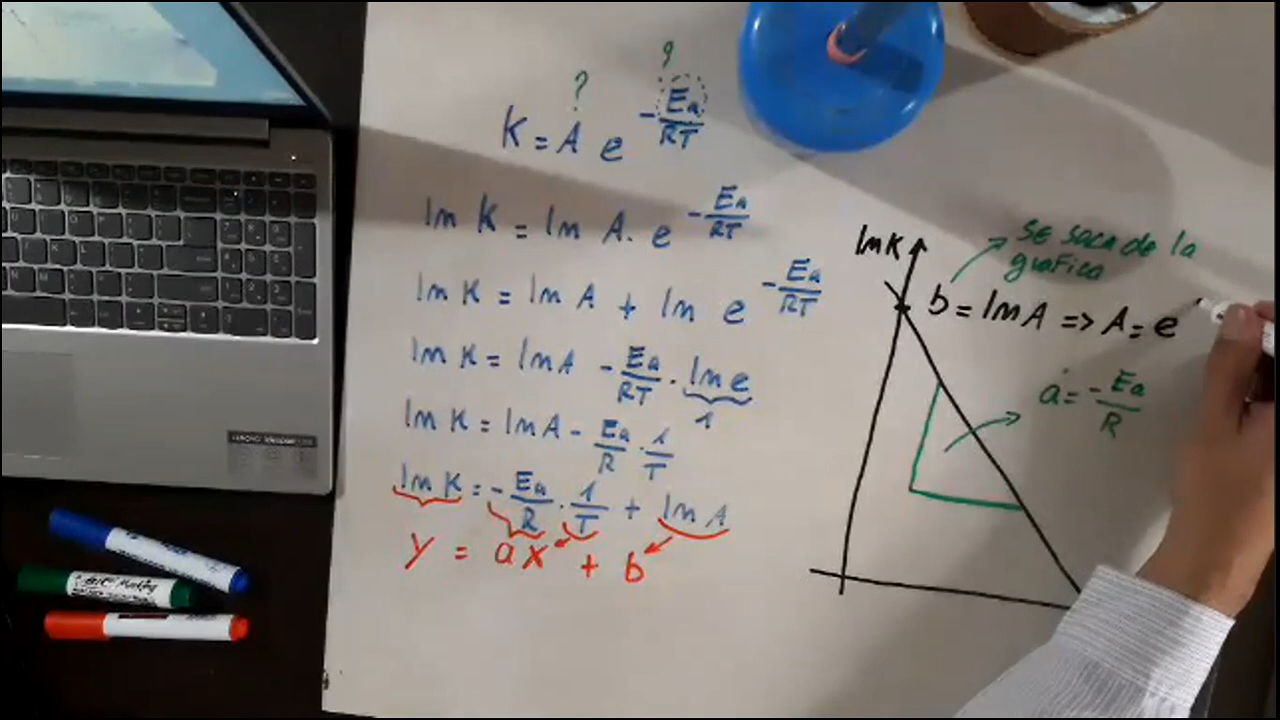 ? ?
K = A e^(-Ea/RT)
ln K = ln A . e^(-Ea/RT)
ln K = ln A + ln e^(-Ea/RT)
ln K = ln A - Ea/RT . ln e
1
ln K = ln A - Ea/R . 1/T
ln K = - Ea/R . 1/T + ln A
y = a x + b
ln K
SE saca de la
grafica
b = ln A => A = e
a = - Ea/R